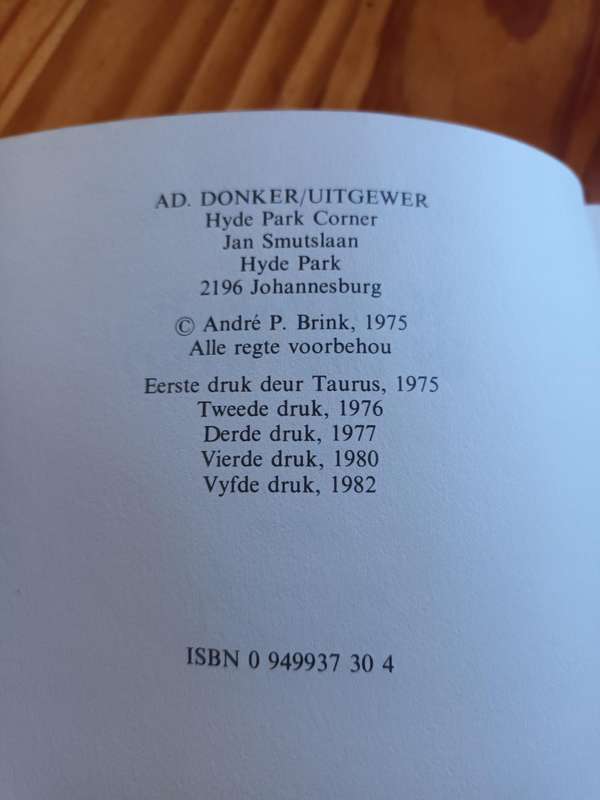 AD. DONKER/UITGEWER
Hyde Park Corner
Jan Smutslaan
Hyde Park
2196 Johannesburg
© André P. Brink, 1975
Alle regte voorbehou
Eerste druk deur Taurus, 1975
Tweede druk, 1976
Derde druk, 1977
Vierde druk, 1980
Vyfde druk, 1982
ISBN 0 949937 30 4